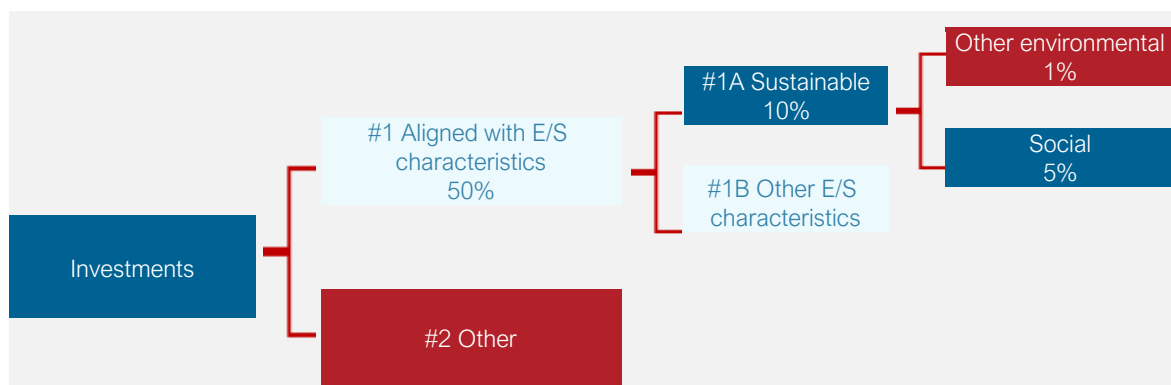 Investments
#1 Aligned with E/S
characteristics
50%
#2 Other
#1A Sustainable
10%
#1B Other E/S
characteristics
Other environmental
1%
Social
5%